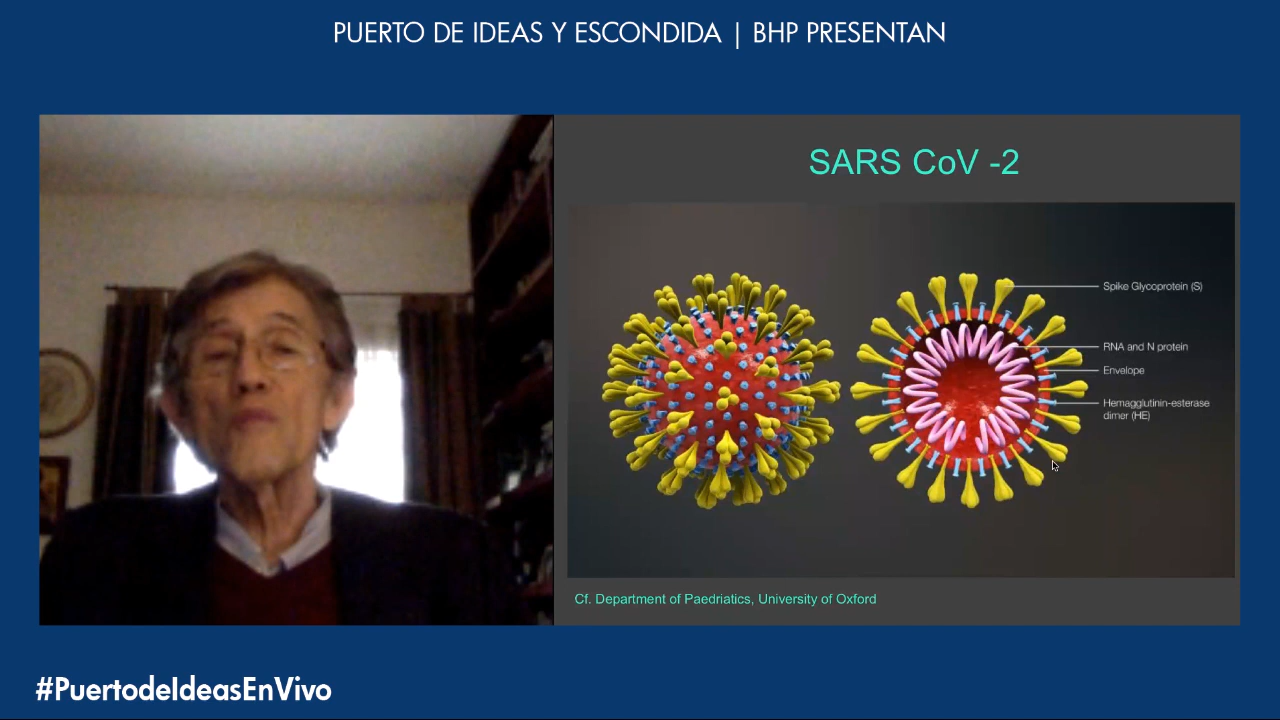 PUERTO DE IDEAS Y ESCONDIDA | BHP PRESENTAN
SARS CoV -2
Spike Glycoprotein (S)
RNA and N protein
Envelope
Hemagglutinin-esterase
dimer (HE)
Cf. Department of Paedriatics, University of Oxford
#PuertodeIdeasEnVivo